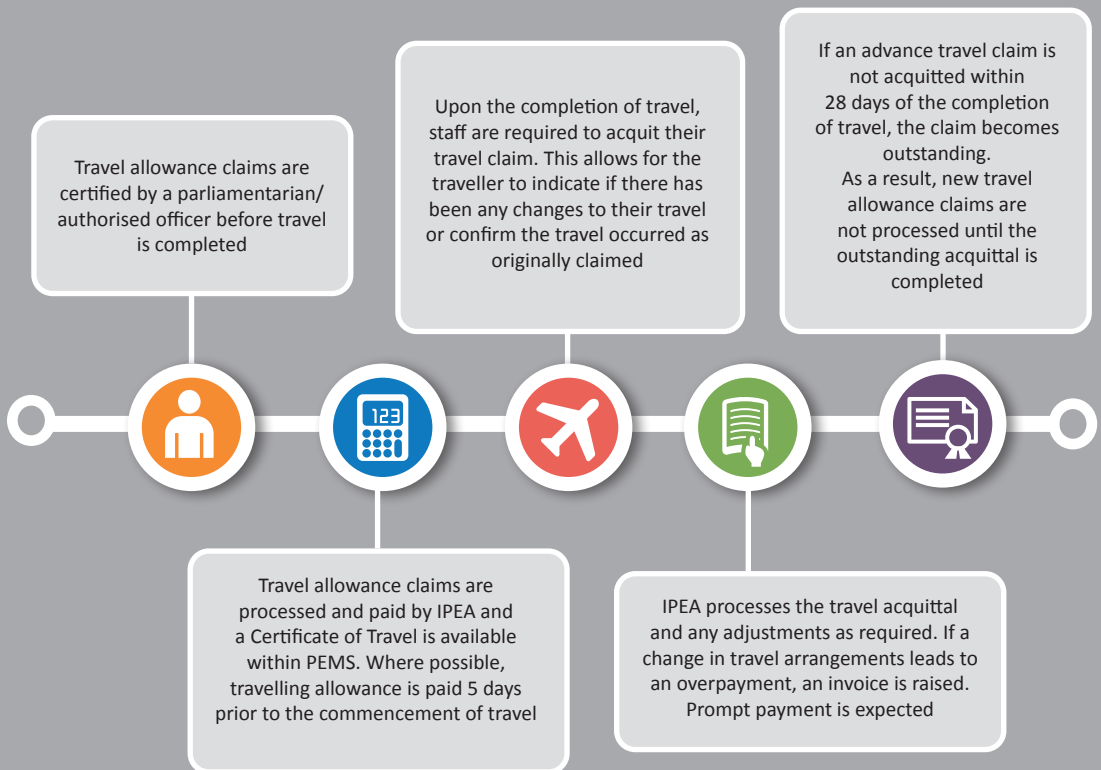 Travel allowance claims are
certified by a parliamentarian/
authorised officer before travel
is completed
123
Travel allowance claims are
processed and paid by IPEA and
a Certificate of Travel is available
within PEMS. Where possible,
travelling allowance is paid 5 days
prior to the commencement of travel
Upon the completion of travel,
staff are required to acquit their
travel claim. This allows for the
traveller to indicate if there has
been any changes to their travel
or confirm the travel occurred as
originally claimed
IPEA processes the travel acquittal
and any adjustments as required. If a
change in travel arrangements leads to
an overpayment, an invoice is raised.
Prompt payment is expected
If an advance travel claim is
not acquitted within
28 days of the completion
of travel, the claim becomes
outstanding.
As a result, new travel
allowance claims are
not processed until the
outstanding acquittal is
completed